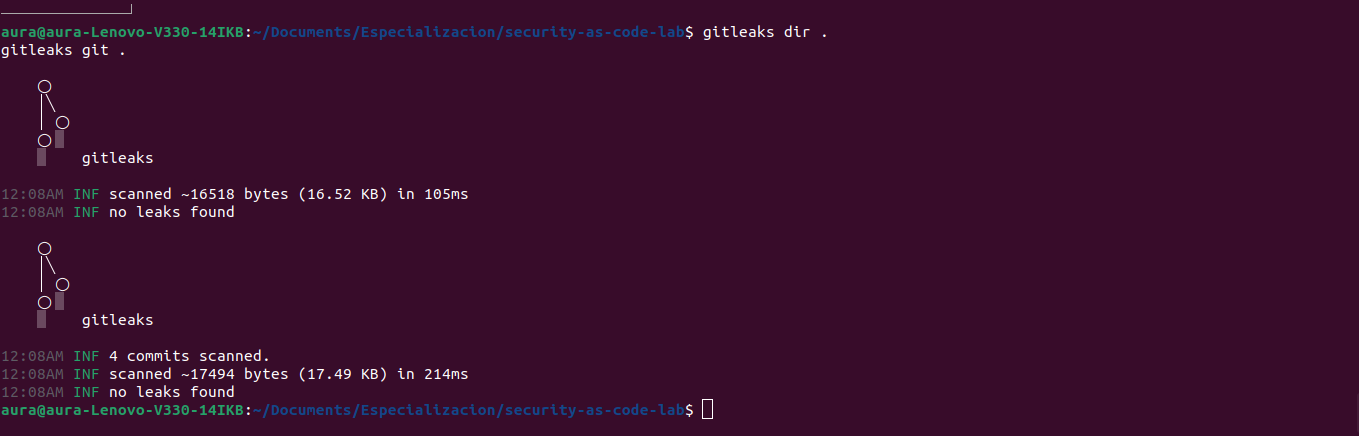 aura@aura-Lenovo-V330-14IKB:~/Documents/Especializacion/security-as-code-lab$ gitleaks dir .
gitleaks git .
gitleaks
12:08AM INF scanned ~16518 bytes (16.52 KB) in 105ms
12:08AM INF no leaks found
gitleaks
12:08AM INF 4 commits scanned.
12:08AM INF scanned ~17494 bytes (17.49 KB) in 214ms
12:08AM INF no leaks found
aura@aura-Lenovo-V330-14IKB:~/Documents/Especializacion/security-as-code-lab$